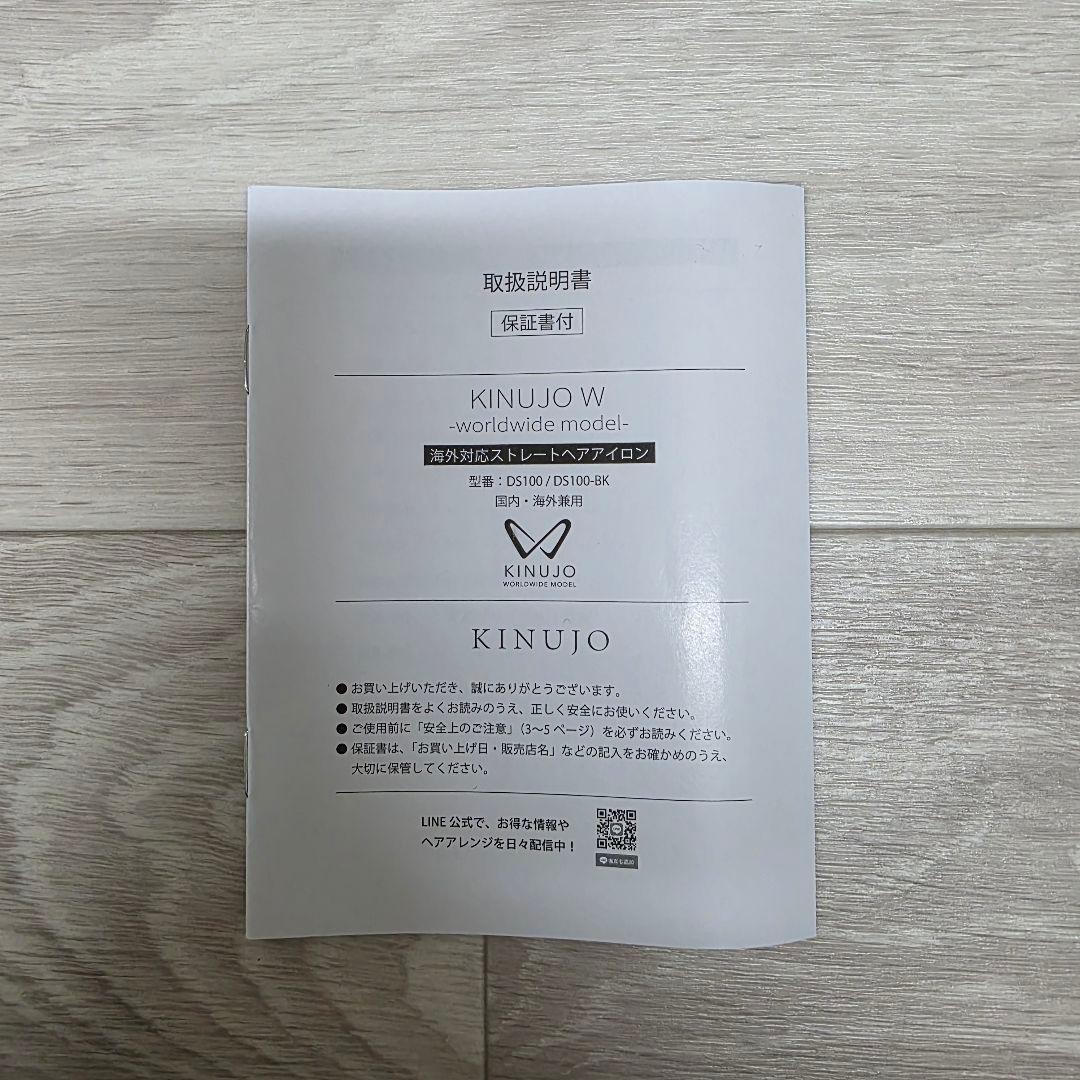 取扱説明書
保証書付
KINUJO W
-worldwide model-
海外対応ストレートヘアアイロン
型番：DS100 / DS100-BK
国内・海外兼用
KINUJO
WORLDWIDE MODEL
KINUJO
● お買い上げいただき、誠にありがとうございます。
● 取扱説明書をよくお読みのうえ、正しく安全にお使いください。
● ご使用前に「安全上のご注意」（3〜5 ページ）を必ずお読みください。
● 保証書は、「お買い上げ日・販売店名」などの記入をお確かめのうえ、
大切に保管してください。
LINE 公式で、お得な情報や
ヘアアレンジを日々配信中！